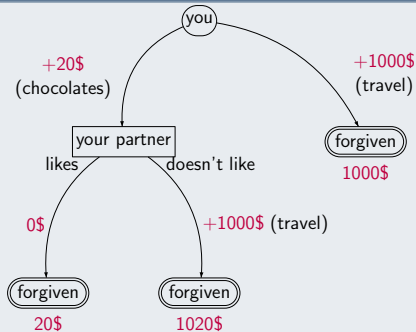 you
+20$
(chocolates)
+1000$
(travel)
your partner
forgiven
1000$
likes
doesn't like
0$
+1000$ (travel)
forgiven
forgiven
20$
1020$